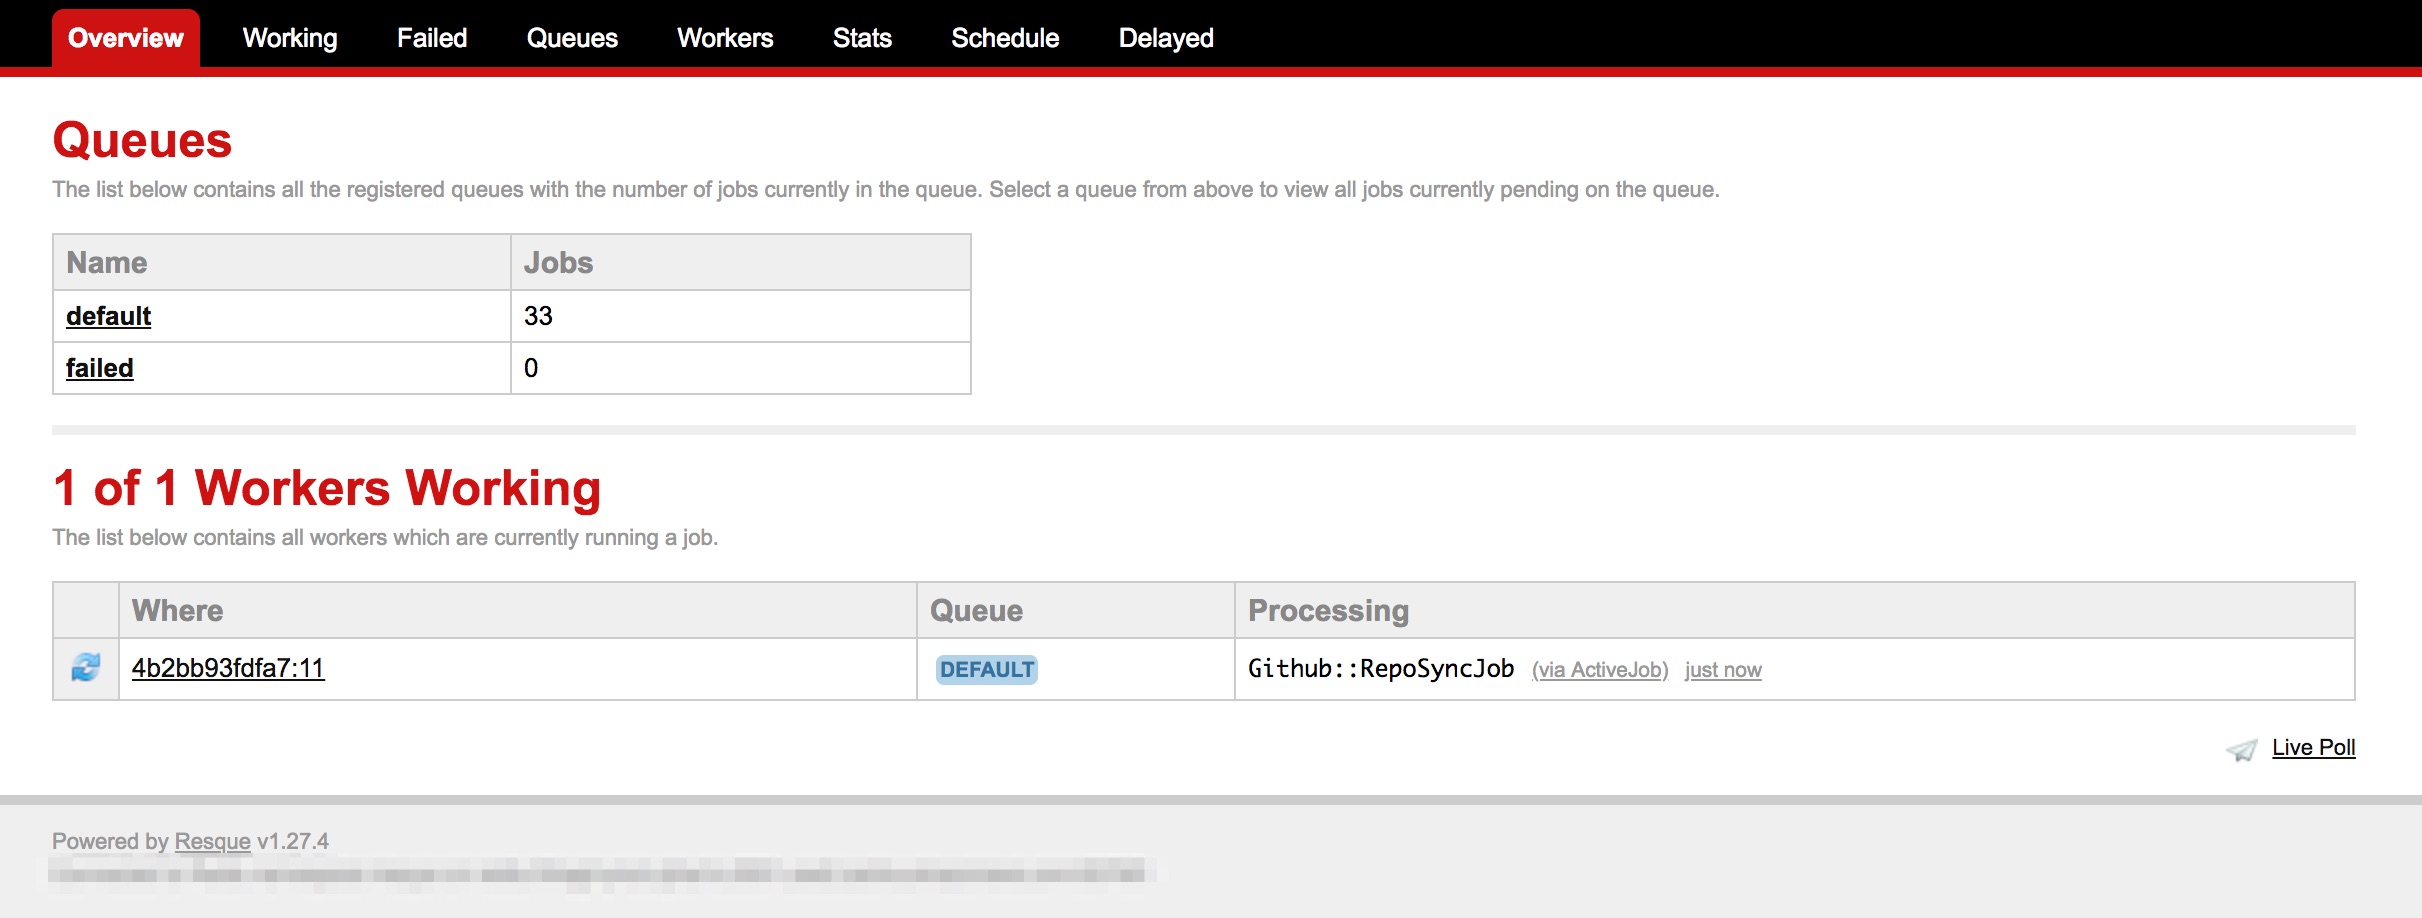 Overview Working Failed Queues Workers Stats Schedule Delayed
Queues
The list below contains all the registered queues with the number of jobs currently in the queue. Select a queue from above to view all jobs currently pending on the queue.
Name Jobs
default 33
failed 0
1 of 1 Workers Working
The list below contains all workers which are currently running a job.
Where Queue Processing
4b2bb93fdfa7:11 DEFAULT Github::RepoSyncJob (via ActiveJob) just now
Live Poll
Powered by Resque v1.27.4